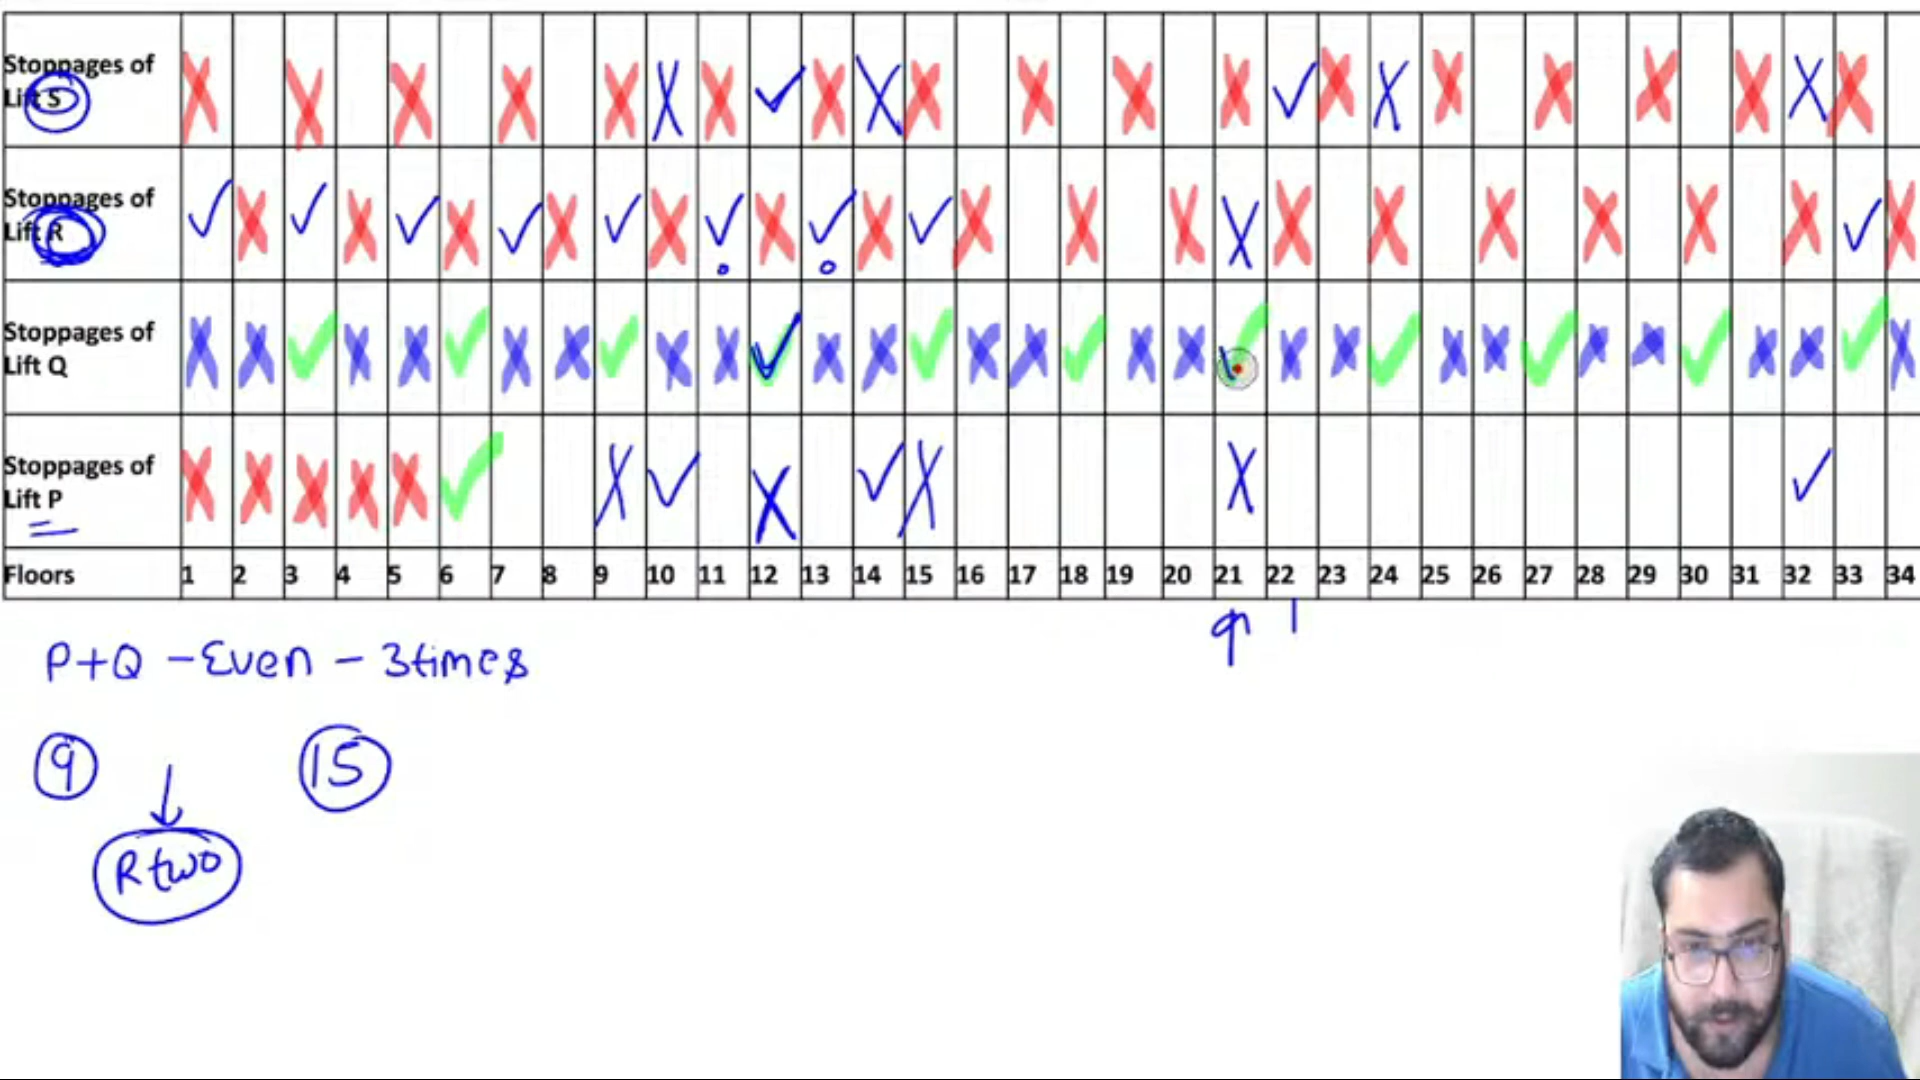 Stoppages of
Lift S
Stoppages of
Lift R
Stoppages of
Lift Q
Stoppages of
Lift P
Floors 1 2 3 4 5 6 7 8 9 10 11 12 13 14 15 16 17 18 19 20 21 22 23 24 25 26 27 28 29 30 31 32 33 34
P+Q - Even - 3times
9 15
R two